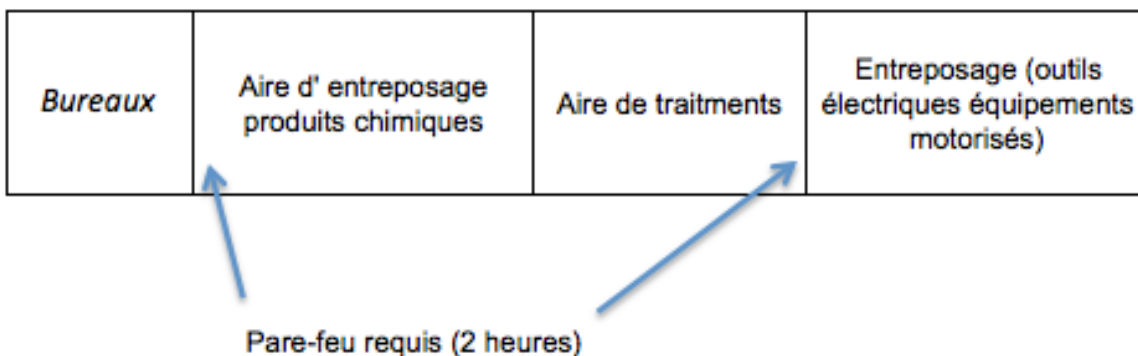 Bureaux
Aire d' entreposage
produits chimiques
Aire de traitments
Entreposage (outils
électriques équipements
motorisés)
Pare-feu requis (2 heures)